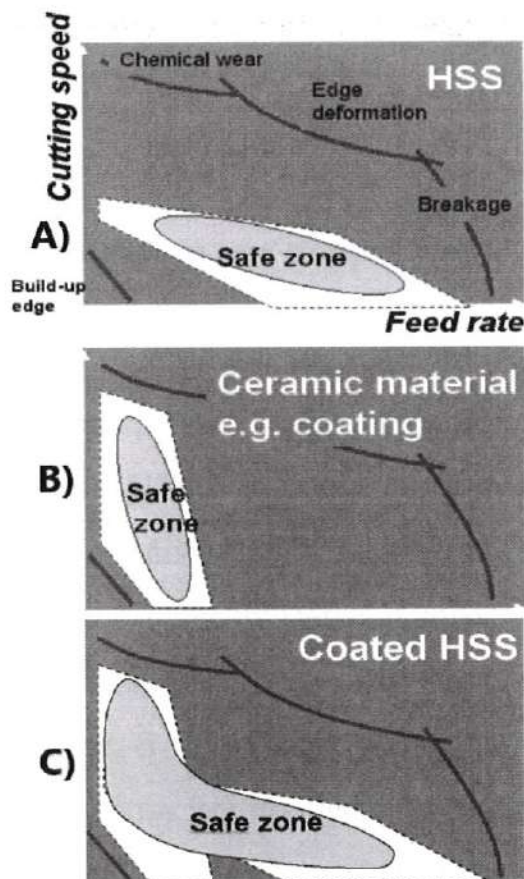 Cutting speed
Chemical wear
HSS
Edge
deformation
Breakage
A)
Safe zone
Build-up
edge
Feed rate
Ceramic material
e.g. coating
B)
Safe
zone
Coated HSS
C)
Safe zone